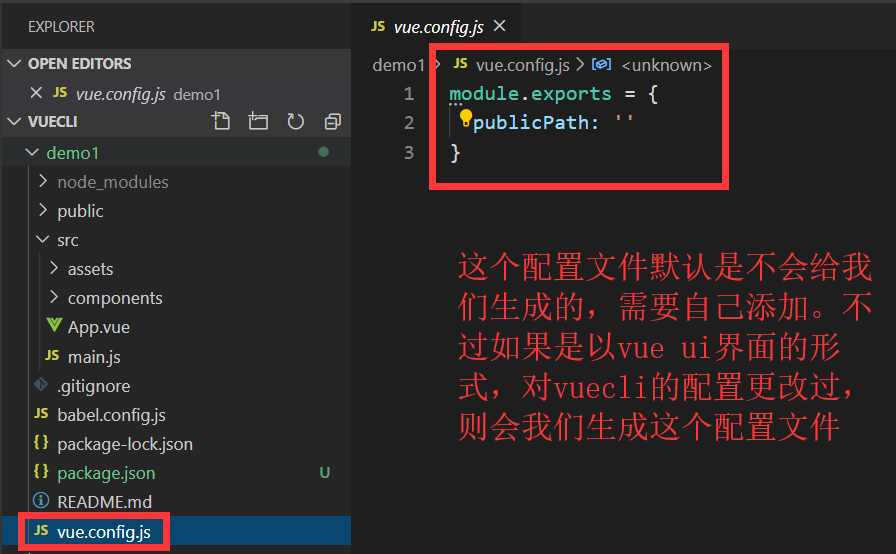 EXPLORER
OPEN EDITORS
JS vue.config.js demo1
VUECLI
demo1
node_modules
public
src
assets
components
App.vue
JS main.js
.gitignore
JS babel.config.js
{} package-lock.json
{} package.json U
README.md
JS vue.config.js
JS vue.config.js
demo1 > JS vue.config.js > <unknown>
1 module.exports = {
2 publicPath: ''
3 }
这个配置文件默认是不会给我
们生成的，需要自己添加。不
过如果是以vue ui界面的形
式，对vuecli的配置更改过，
则会我们生成这个配置文件